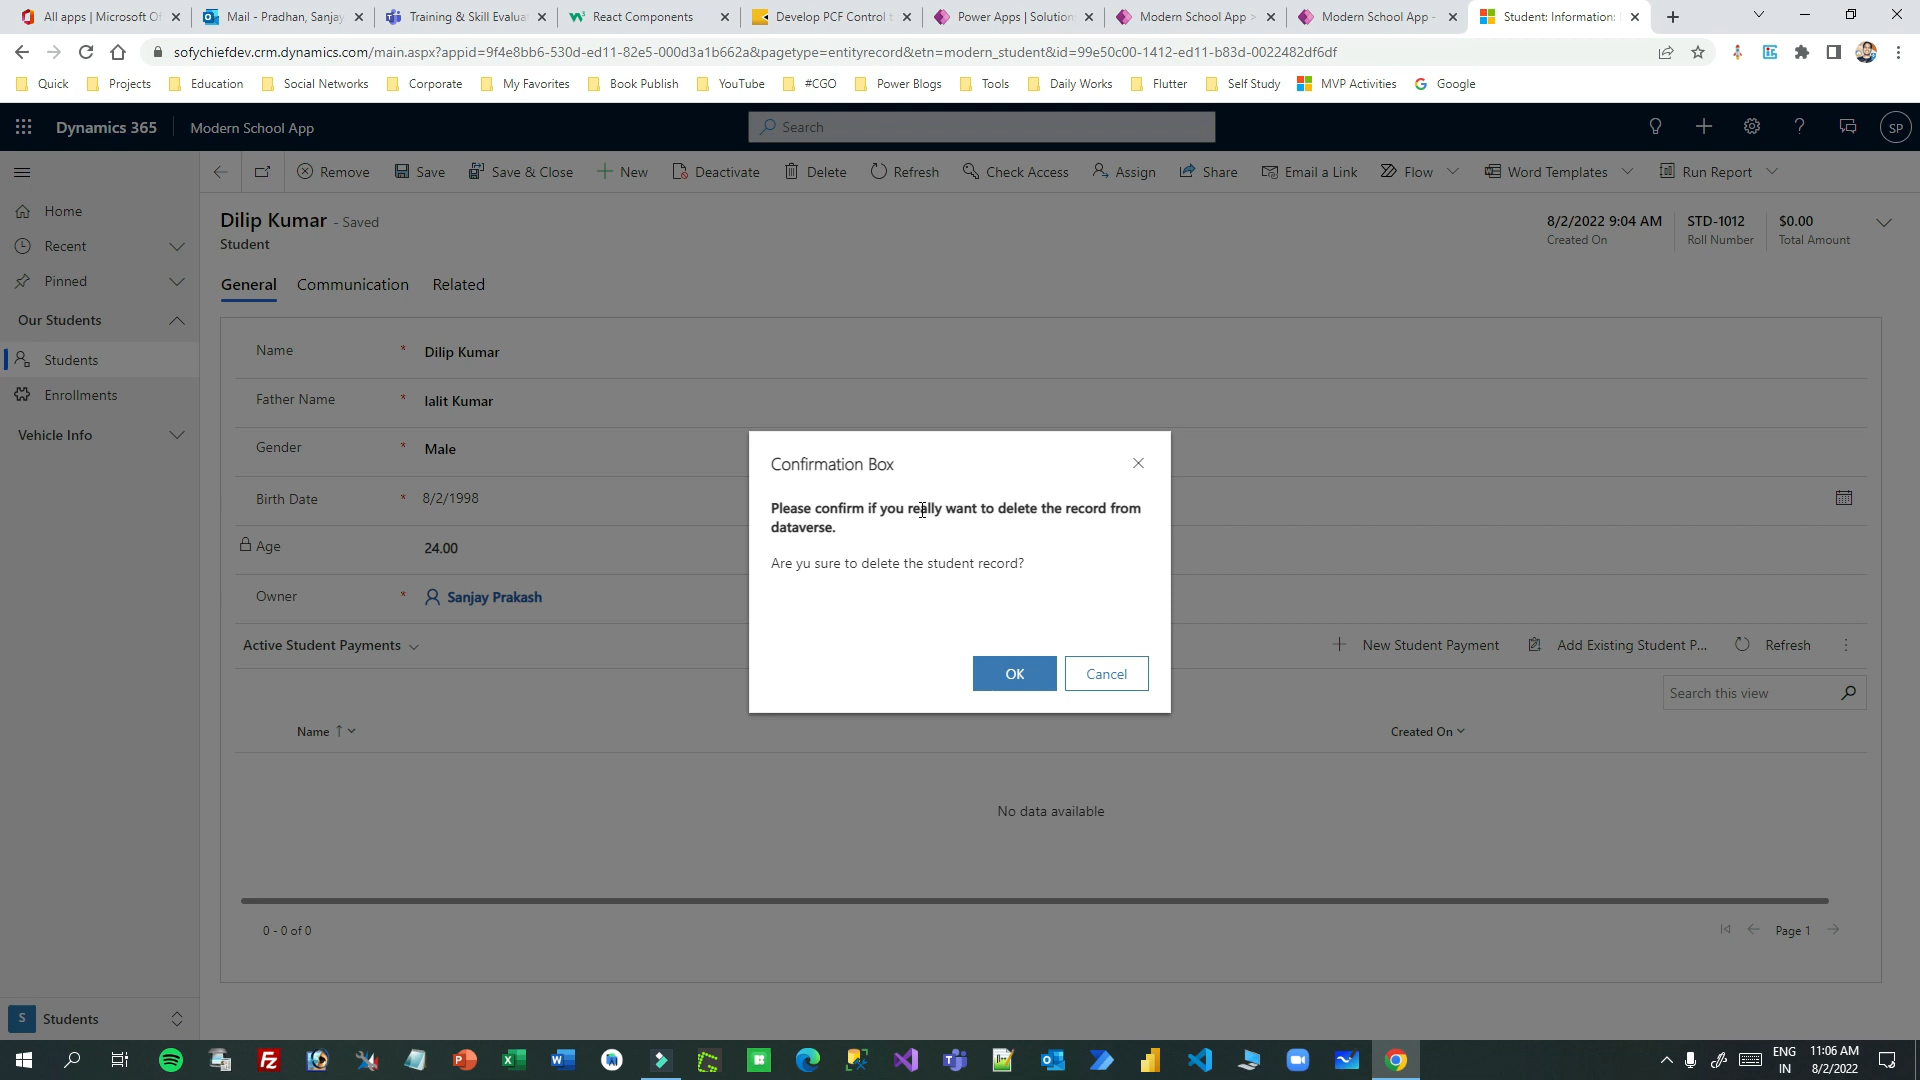 All apps | Microsoft Of
Mail - Pradhan, Sanjay
Training & Skill Evalua
React Components
Develop PCF Control t
Power Apps | Solution
Modern School App >
Modern School App -
Student: Information:
sofychiefdev.crm.dynamics.com/main.aspx?appid=9f4e8bb6-530d-ed11-82e5-000d3a1b662a&pagetype=entityrecord&etn=modern_student&id=99e50c00-1412-ed11-b83d-0022482df6df
Quick
Projects
Education
Social Networks
Corporate
My Favorites
Book Publish
YouTube
#CGO
Power Blogs
Tools
Daily Works
Flutter
Self Study
MVP Activities
Google
Dynamics 365
Modern School App
Search
SP
Remove
Save
Save & Close
New
Deactivate
Delete
Refresh
Check Access
Assign
Share
Email a Link
Flow
Word Templates
Run Report
Home
Recent
Pinned
Our Students
Students
Enrollments
Vehicle Info
Dilip Kumar - Saved
Student
8/2/2022 9:04 AM
Created On
STD-1012
Roll Number
$0.00
Total Amount
General
Communication
Related
Name * Dilip Kumar
Father Name * lalit Kumar
Gender * Male
Birth Date * 8/2/1998
Age 24.00
Owner * Sanjay Prakash
Confirmation Box
Please confirm if you really want to delete the record from
dataverse.
Are yu sure to delete the student record?
OK
Cancel
Active Student Payments
New Student Payment
Add Existing Student P...
Refresh
Search this view
Name
Created On
No data available
0 - 0 of 0
Page 1
S
Students
ENG
IN
11:06 AM
8/2/2022